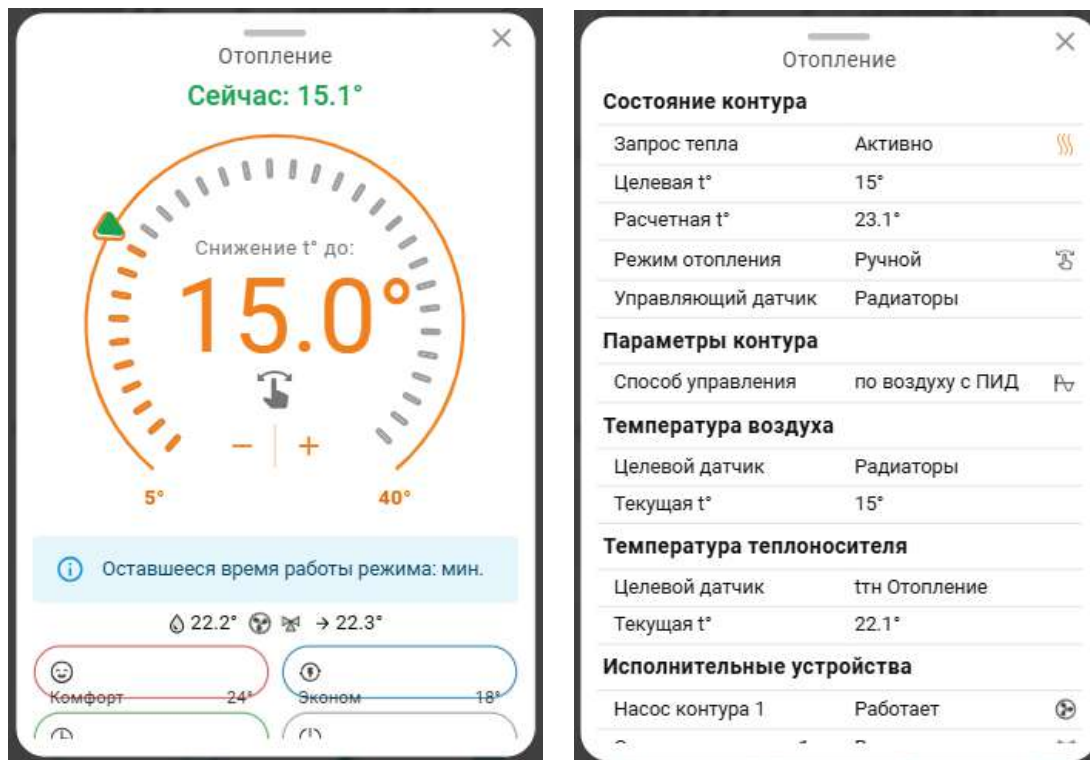 Отопление
Сейчас: 15.1°
Снижение t° до:
15.0°
− +
5° 40°
Оставшееся время работы режима: мин.
22.2° → 22.3°
Комфорт 24° Эконом 18°
Отопление
Состояние контура
Запрос тепла Активно
Целевая t° 15°
Расчетная t° 23.1°
Режим отопления Ручной
Управляющий датчик Радиаторы
Параметры контура
Способ управления по воздуху с ПИД
Температура воздуха
Целевой датчик Радиаторы
Текущая t° 15°
Температура теплоносителя
Целевой датчик tтн Отопление
Текущая t° 22.1°
Исполнительные устройства
Насос контура 1 Работает